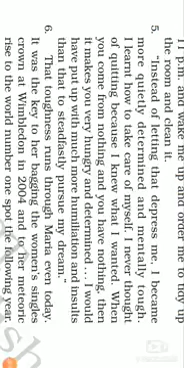 11 p.m. and wake me up and order me to tidy up
the room and clean it.
5. "Instead of letting that depress me, I became
more quietly determined and mentally tough.
I learnt how to take care of myself. I never thought
of quitting because I knew what I wanted. When
you come from nothing and you have nothing, then
it makes you very hungry and determined ... I would
have put up with much more humiliation and insults
than that to steadfastly pursue my dream."
6. That toughness runs through Maria even today.
It was the key to her bagging the women's singles
crown at Wimbledon in 2004 and to her meteoric
rise to the world number one spot the following year.